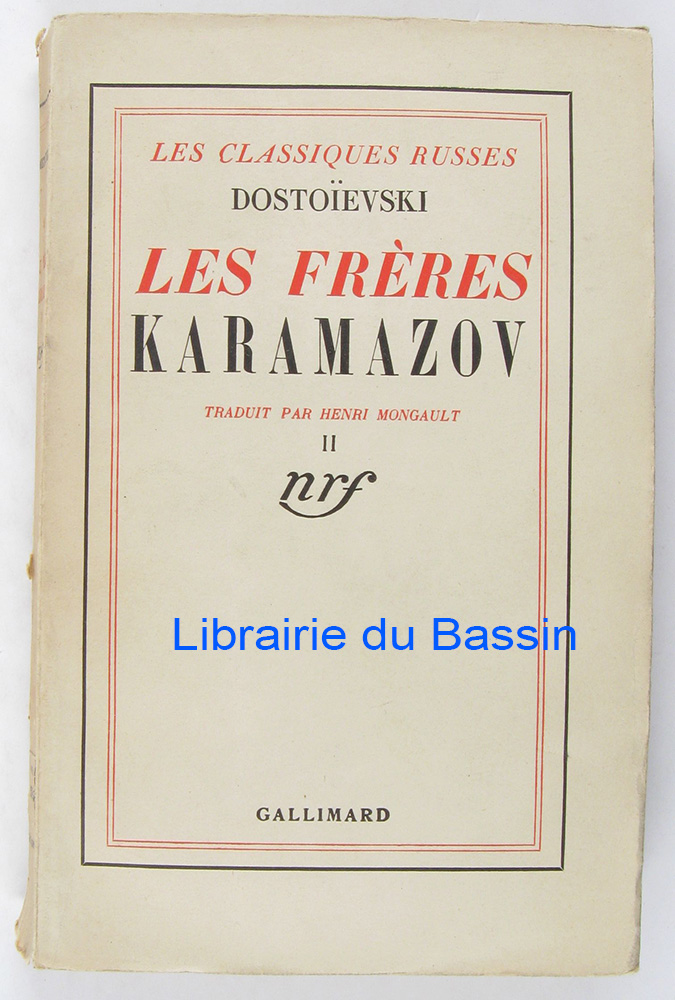 LES CLASSIQUES RUSSES
DOSTOÏEVSKI
LES FRÈRES
KARAMAZOV
TRADUIT PAR HENRI MONGAULT
II
nrf
Librairie du Bassin
GALLIMARD